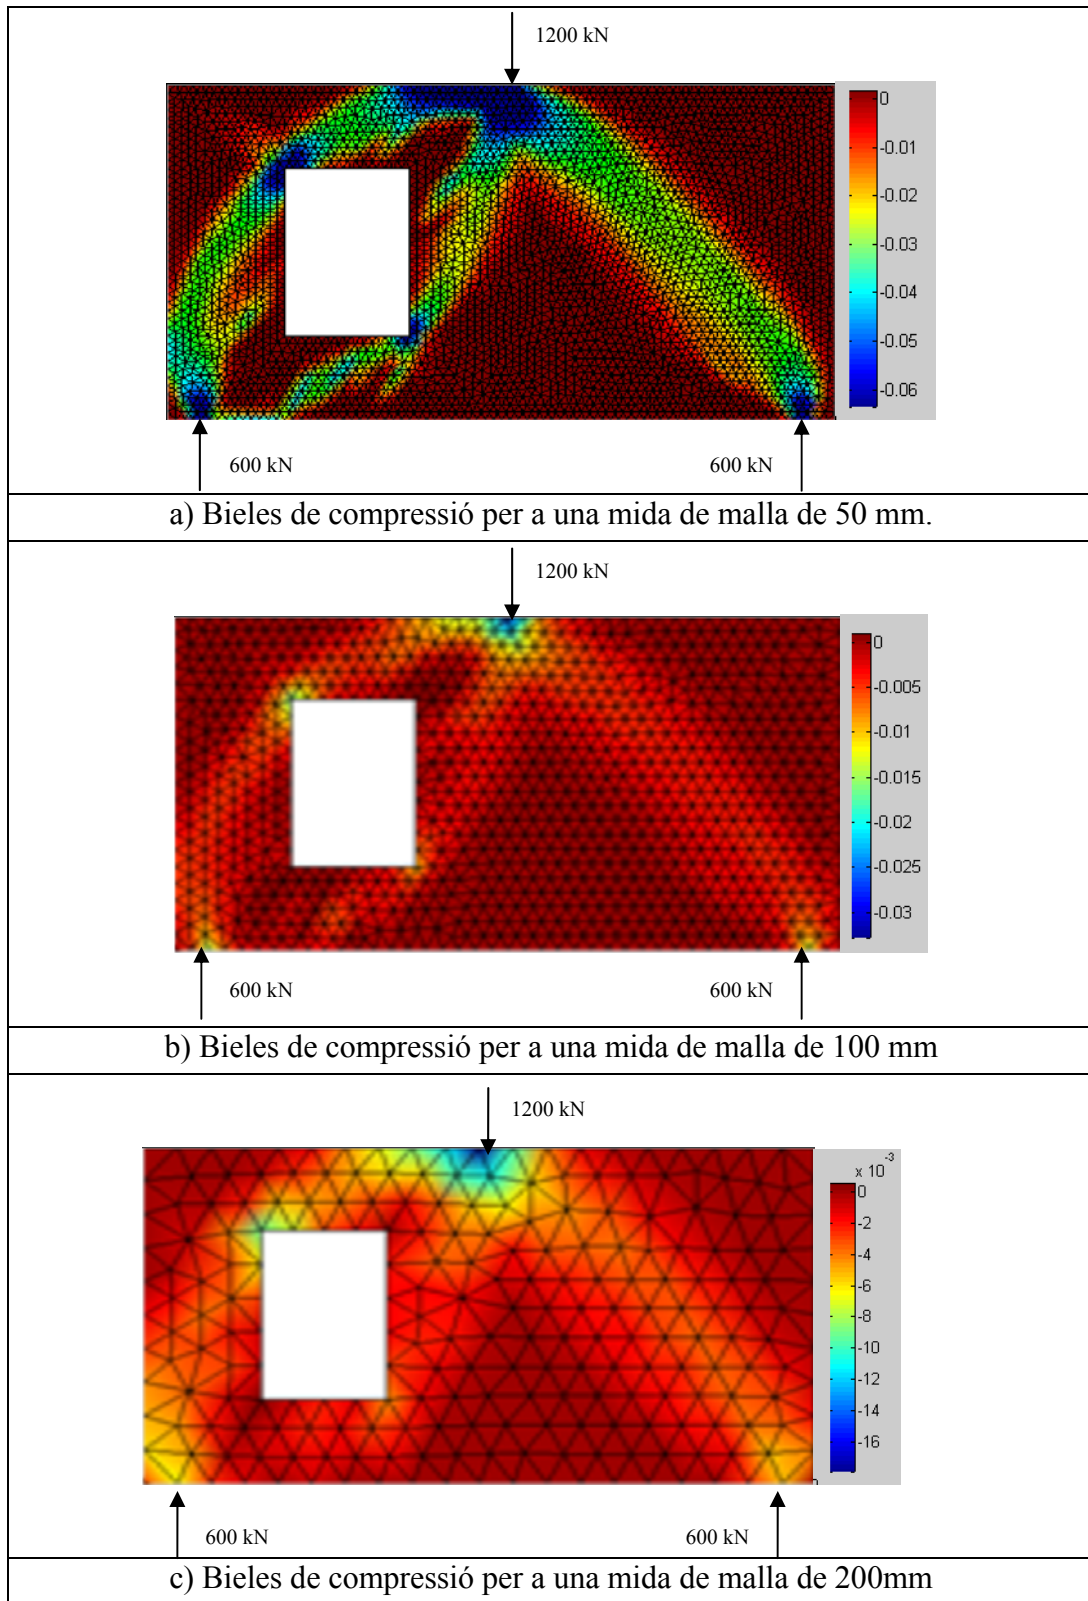 1200 kN
0
-0.01
-0.02
-0.03
-0.04
-0.05
-0.06
600 kN
600 kN
a) Bieles de compressió per a una mida de malla de 50 mm.
1200 kN
0
-0.005
-0.01
-0.015
-0.02
-0.025
-0.03
600 kN
600 kN
b) Bieles de compressió per a una mida de malla de 100 mm
1200 kN
x 10
-3
0
-2
-4
-6
-8
-10
-12
-14
-16
600 kN
600 kN
c) Bieles de compressió per a una mida de malla de 200mm